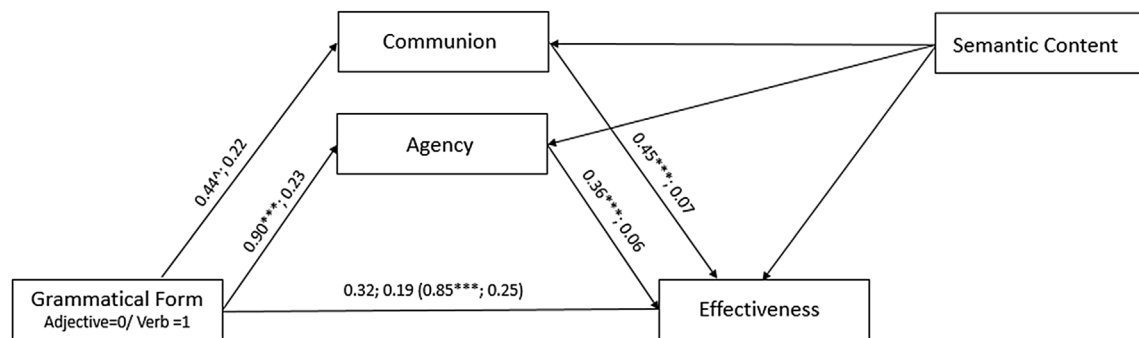 Communion
Semantic Content
Agency
0.44^; 0.22
0.90***; 0.23
0.45***; 0.07
0.36***; 0.06
0.32; 0.19 (0.85***; 0.25)
Grammatical Form
Adjective=0/ Verb =1
Effectiveness